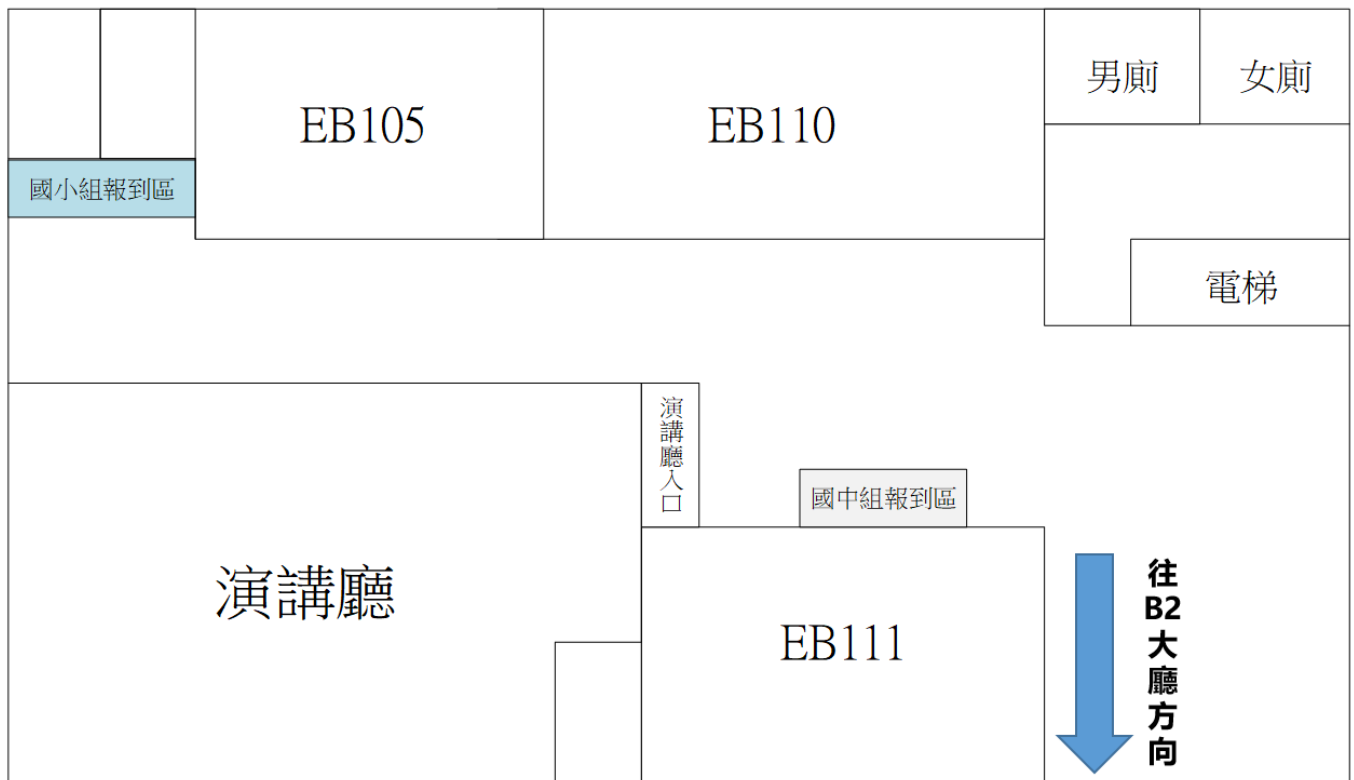 EB105
EB110
男廁
女廁
國小組報到區
電梯
演講廳入口
國中組報到區
演講廳
EB111
往B2大廳方向